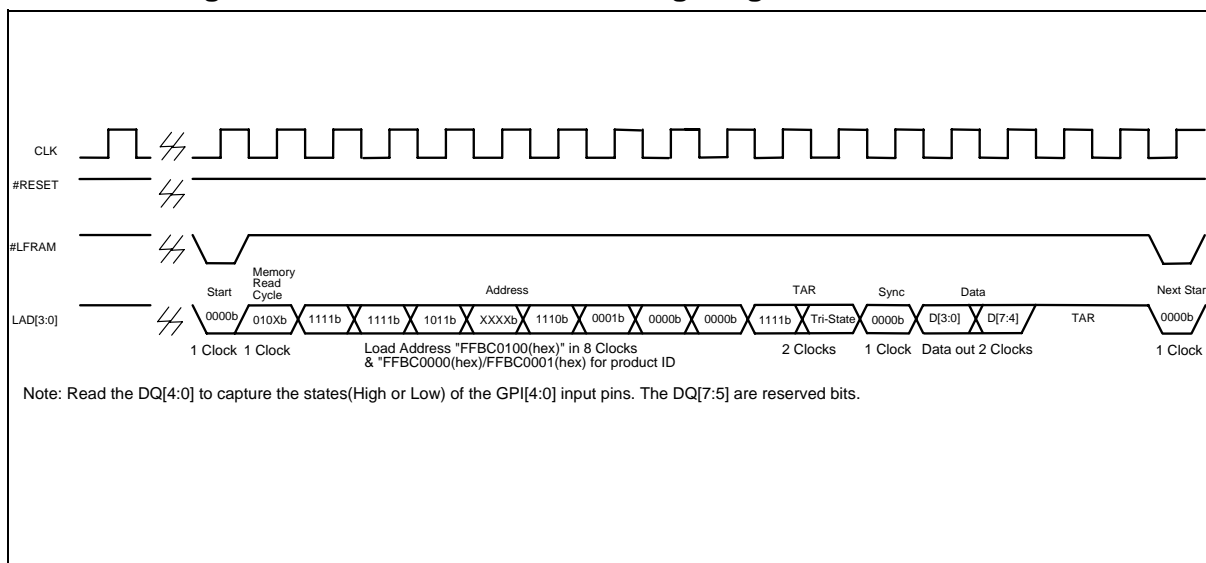 CLK
#RESET
#LFRAM
Memory
Read
Cycle
Start
Address
TAR
Sync
Data
Next Star
LAD[3:0]
0000b 010Xb 1111b 1111b 1011b XXXXb 1110b 0001b 0000b 0000b 1111b Tri-State 0000b D[3:0] D[7:4] TAR 0000b
1 Clock 1 Clock Load Address "FFBC0100(hex)" in 8 Clocks 2 Clocks 1 Clock Data out 2 Clocks 1 Clock
& "FFBC0000(hex)/FFBC0001(hex) for product ID
Note: Read the DQ[4:0] to capture the states(High or Low) of the GPI[4:0] input pins. The DQ[7:5] are reserved bits.